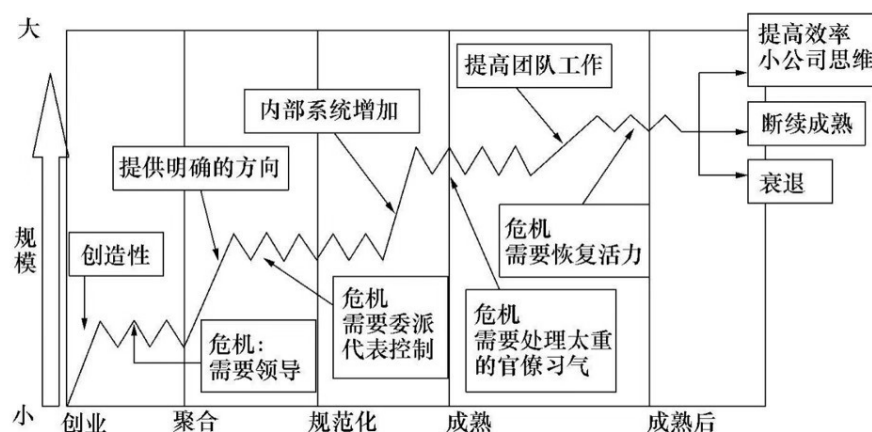 大
提高效率
小公司思维
提高团队工作
内部系统增加
断续成熟
提供明确的方向
衰退
规模
创造性
危机
需要恢复活力
危机
需要委派
代表控制
危机
需要处理太重
的官僚习气
危机：
需要领导
小
创业
聚合
规范化
成熟
成熟后